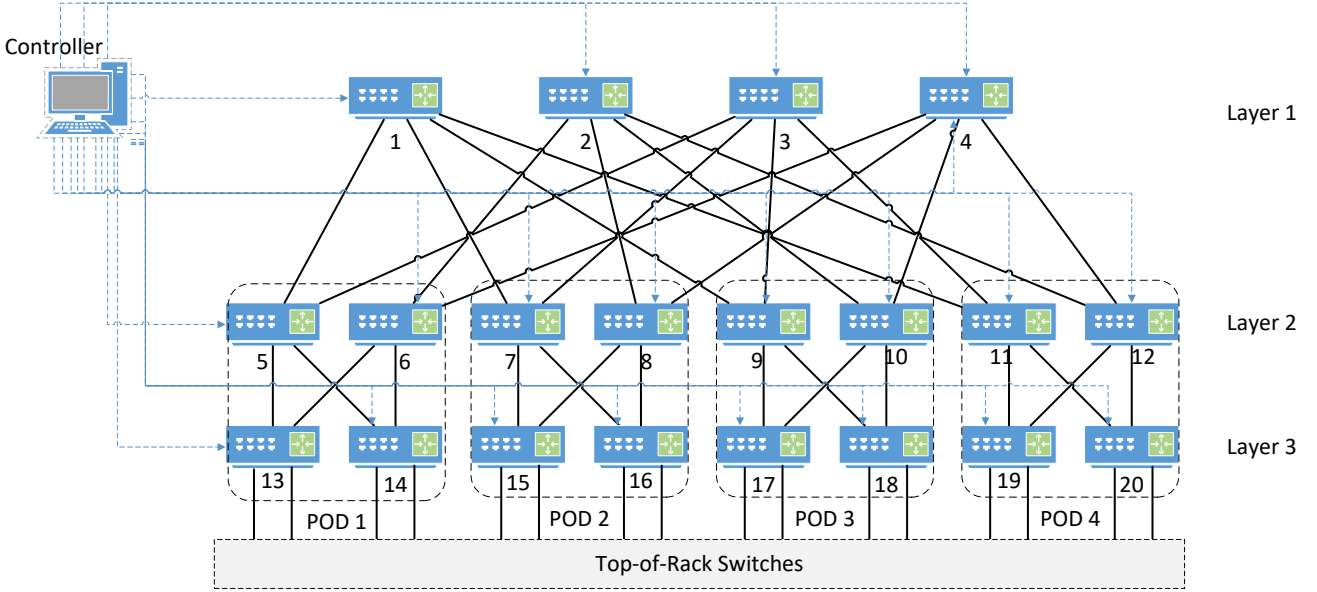 Controller
Layer 1
1
2
3
4
Layer 2
5
6
7
8
9
10
11
12
Layer 3
13
14
15
16
17
18
19
20
POD 1
POD 2
POD 3
POD 4
Top-of-Rack Switches